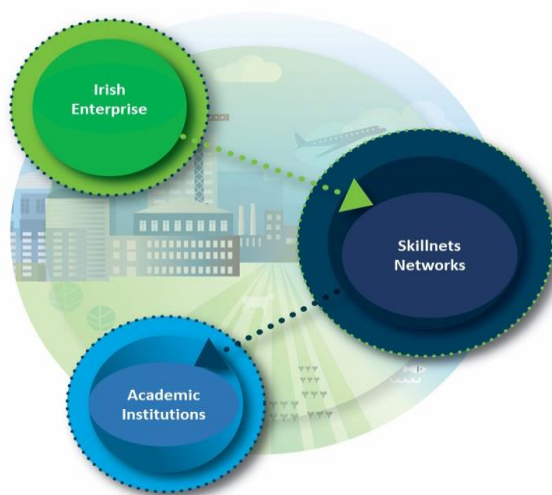 Irish
Enterprise
Skillnets
Networks
Academic
Institutions